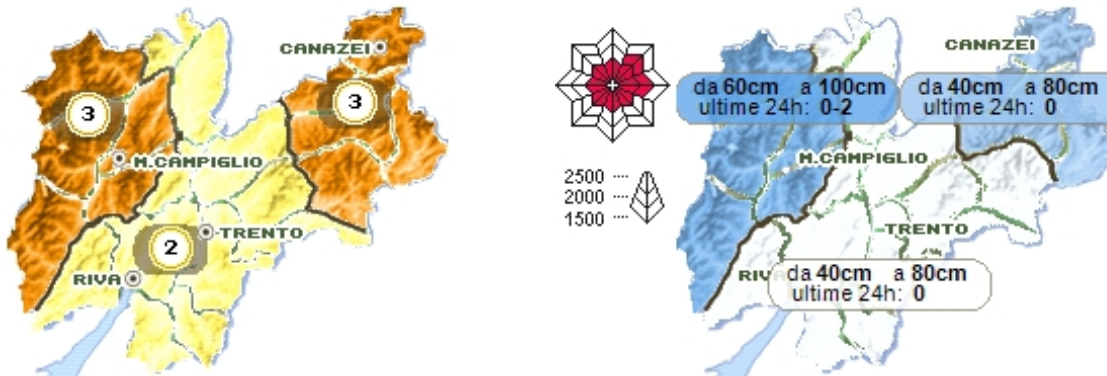 CANAZEI
3
3
M.CAMPIGLIO
2
TRENTO
RIVA
CANAZEI
da 60cm a 100cm
ultime 24h: 0-2
da 40cm a 80cm
ultime 24h: 0
M.CAMPIGLIO
2500
2000
1500
TRENTO
RIV
da 40cm a 80cm
ultime 24h: 0